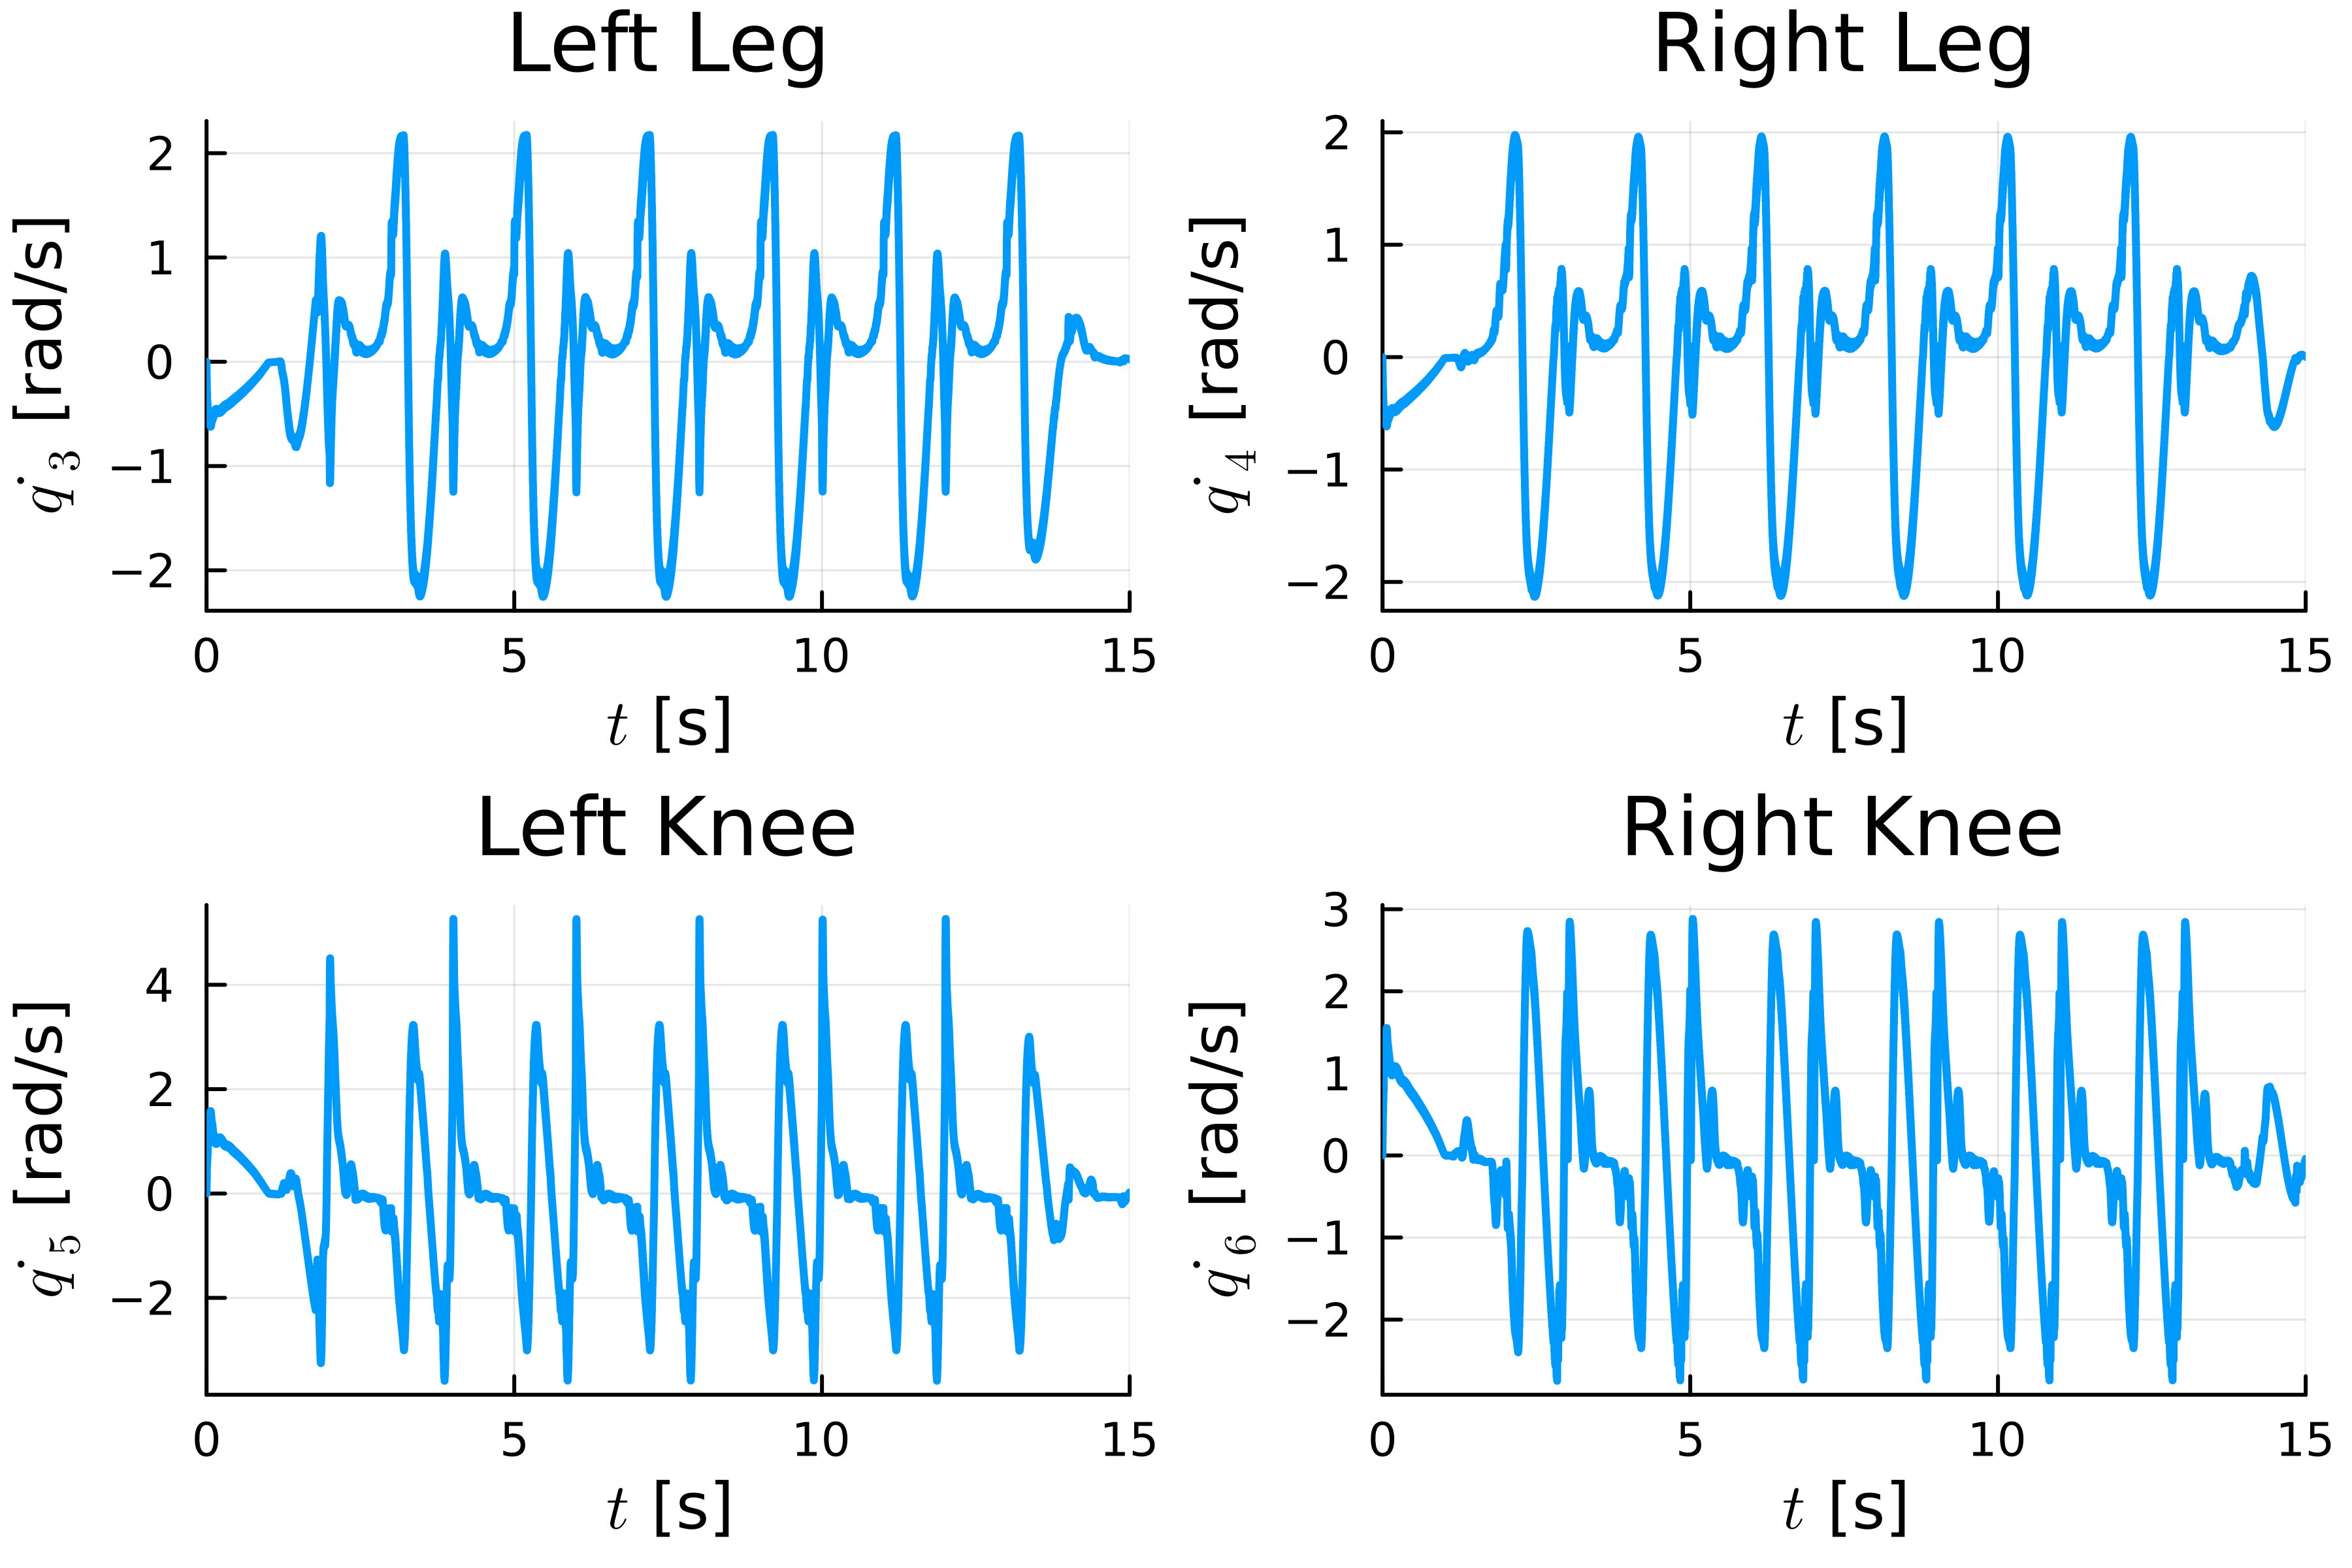 Left Leg
q̇₃ [rad/s]
2
1
0
−1
−2
0 5 10 15
t [s]
Right Leg
q̇₄ [rad/s]
2
1
0
−1
−2
0 5 10 15
t [s]
Left Knee
q̇₅ [rad/s]
4
2
0
−2
0 5 10 15
t [s]
Right Knee
q̇₆ [rad/s]
3
2
1
0
−1
−2
0 5 10 15
t [s]